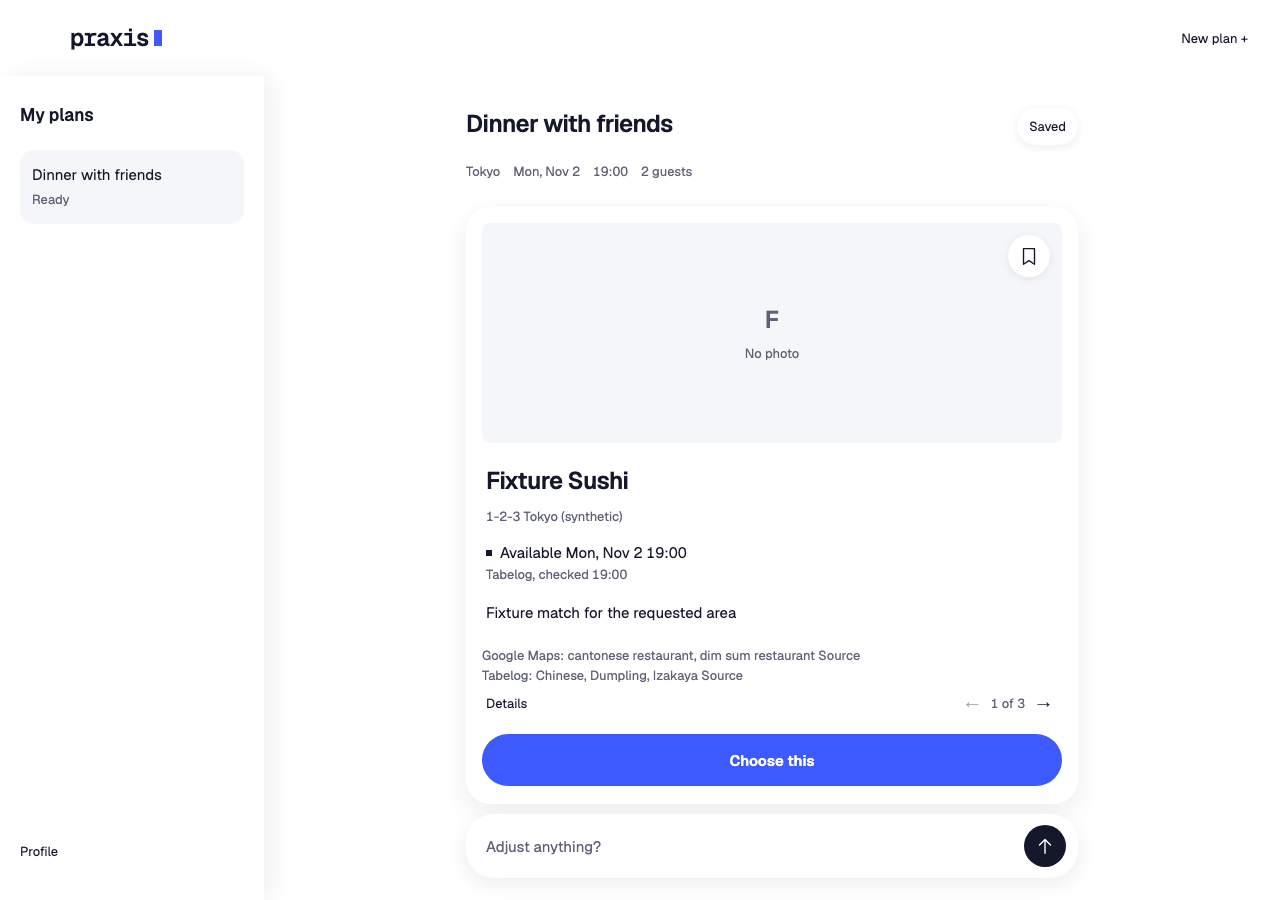 praxis
New plan +
My plans
Dinner with friends
Ready
Profile
Dinner with friends
Saved
Tokyo Mon, Nov 2 19:00 2 guests
F
No photo
Fixture Sushi
1-2-3 Tokyo (synthetic)
Available Mon, Nov 2 19:00
Tabelog, checked 19:00
Fixture match for the requested area
Google Maps: cantonese restaurant, dim sum restaurant Source
Tabelog: Chinese, Dumpling, Izakaya Source
Details
← 1 of 3 →
Choose this
Adjust anything?